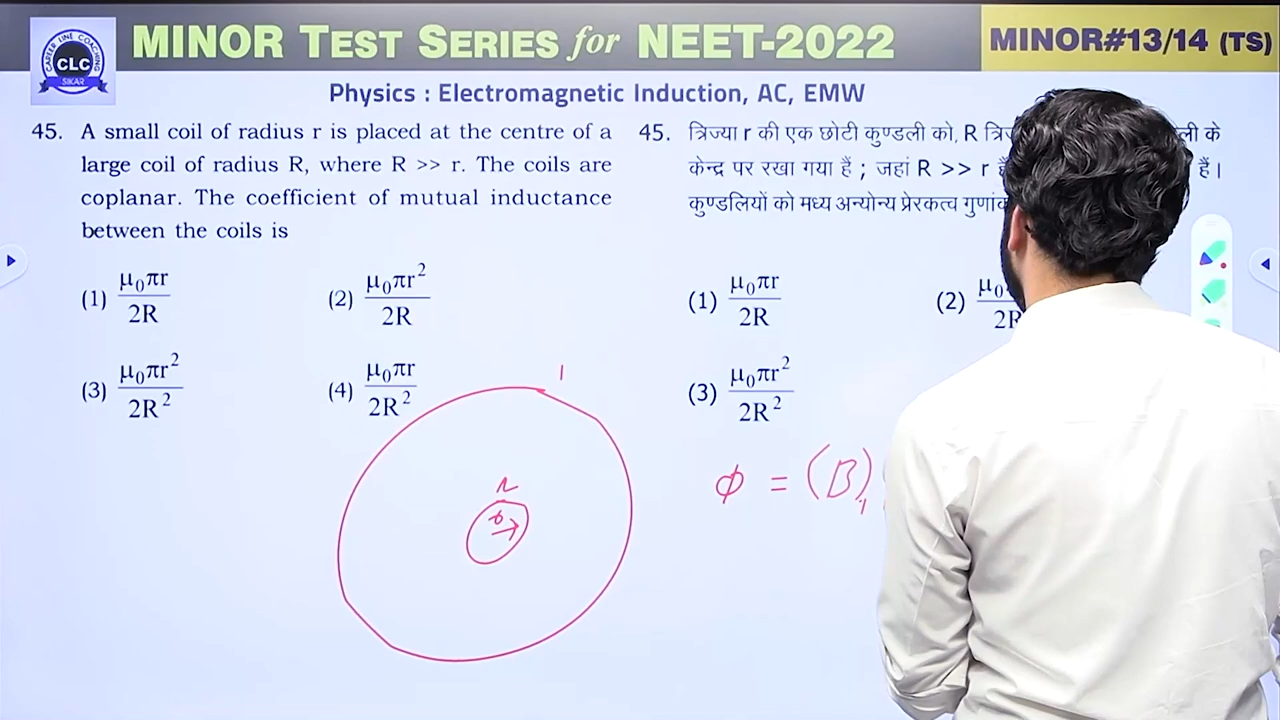 MINOR TEST SERIES for NEET-2022
MINOR#13/14 (TS)
CAREER LINE COACHING
CLC
SIKAR
Physics : Electromagnetic Induction, AC, EMW
45. A small coil of radius r is placed at the centre of a
large coil of radius R, where R >> r. The coils are
coplanar. The coefficient of mutual inductance
between the coils is
(1) μ₀πr/2R (2) μ₀πr²/2R
(3) μ₀πr²/2R² (4) μ₀πr/2R²
45. त्रिज्या r की एक छोटी कुण्डली को, R
के
केन्द्र पर रखा गया हैं ; जहां R >> r
हैं।
कुण्डलियों को मध्य अन्योन्य प्रेरकत्व
(1) μ₀πr/2R (2)
(3) μ₀πr²/2R²
1
r
φ = (B)₁